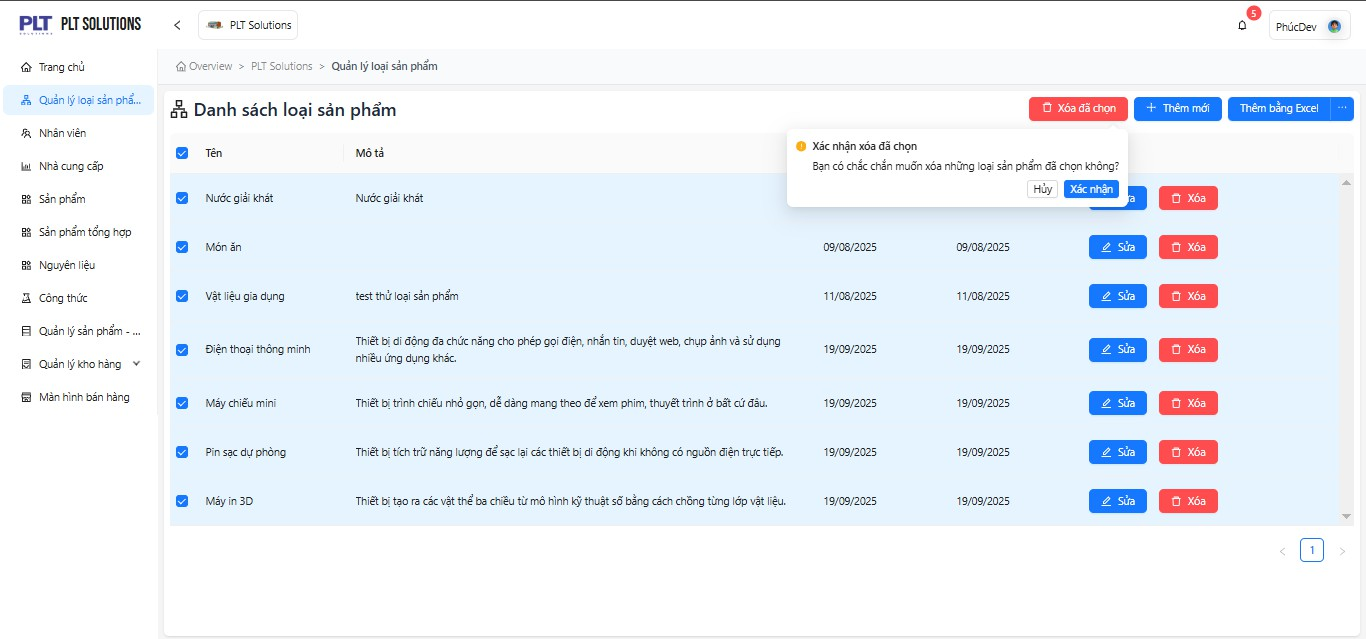 PLT SOLUTIONS
PLT SOLUTIONS
PLT Solutions
5
PhúcDev
Trang chủ
Quản lý loại sản phẩ...
Nhân viên
Nhà cung cấp
Sản phẩm
Sản phẩm tổng hợp
Nguyên liệu
Công thức
Quản lý sản phẩm - ...
Quản lý kho hàng
Màn hình bán hàng
Overview > PLT Solutions > Quản lý loại sản phẩm
Danh sách loại sản phẩm
Xóa đã chọn
Thêm mới
Thêm bằng Excel ...
Xác nhận xóa đã chọn
Bạn có chắc chắn muốn xóa những loại sản phẩm đã chọn không?
Hủy Xác nhận
Tên Mô tả
Nước giải khát Nước giải khát Xóa
Món ăn 09/08/2025 09/08/2025 Sửa Xóa
Vật liệu gia dụng test thử loại sản phẩm 11/08/2025 11/08/2025 Sửa Xóa
Điện thoại thông minh Thiết bị di động đa chức năng cho phép gọi điện, nhắn tin, duyệt web, chụp ảnh và sử dụng
nhiều ứng dụng khác. 19/09/2025 19/09/2025 Sửa Xóa
Máy chiếu mini Thiết bị trình chiếu nhỏ gọn, dễ dàng mang theo để xem phim, thuyết trình ở bất cứ đâu. 19/09/2025 19/09/2025 Sửa Xóa
Pin sạc dự phòng Thiết bị tích trữ năng lượng để sạc lại các thiết bị di động khi không có nguồn điện trực tiếp. 19/09/2025 19/09/2025 Sửa Xóa
Máy in 3D Thiết bị tạo ra các vật thể ba chiều từ mô hình kỹ thuật số bằng cách chồng từng lớp vật liệu. 19/09/2025 19/09/2025 Sửa Xóa
< 1 >